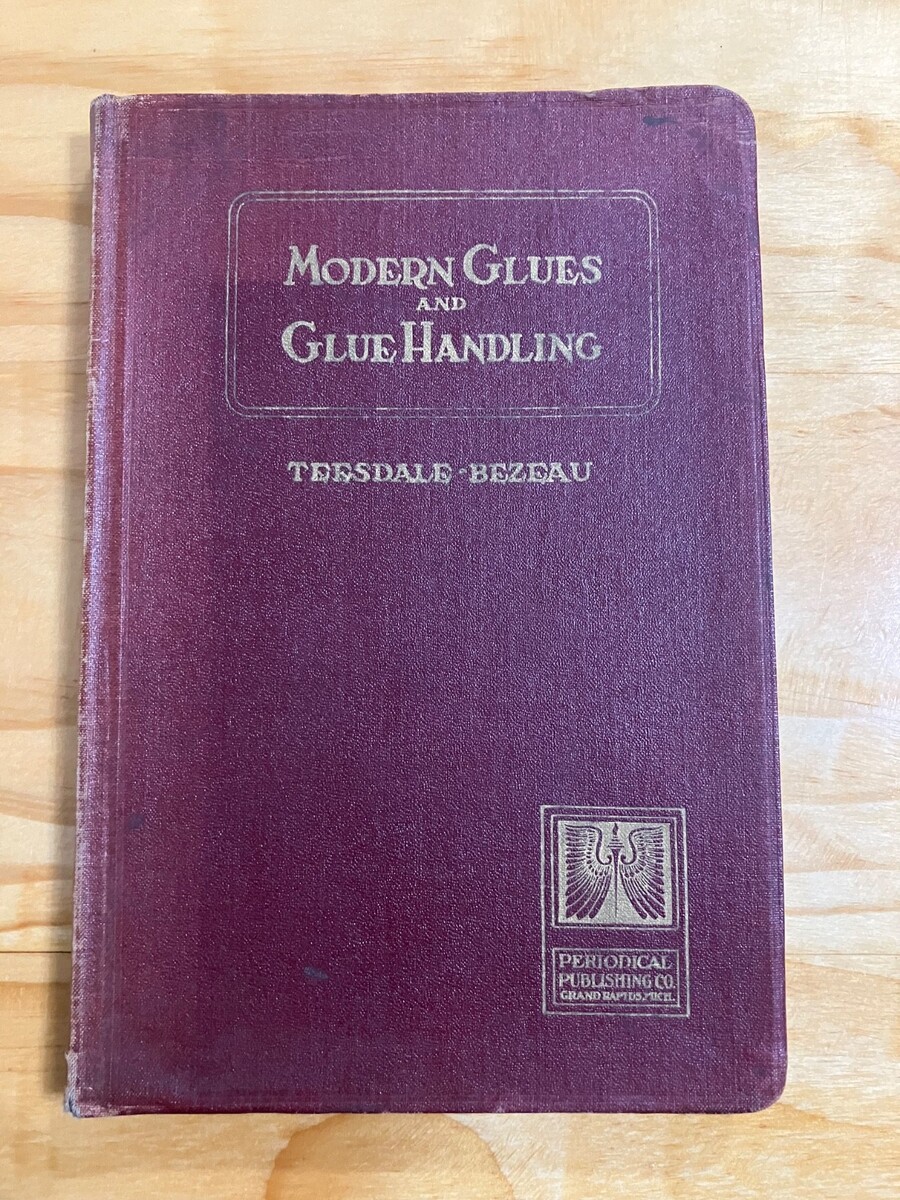 MODERN GLUES
AND
GLUE HANDLING
TEESDALE-BEZEAU
PERIODICAL
PUBLISHING CO.
GRAND RAPIDS, MICH.